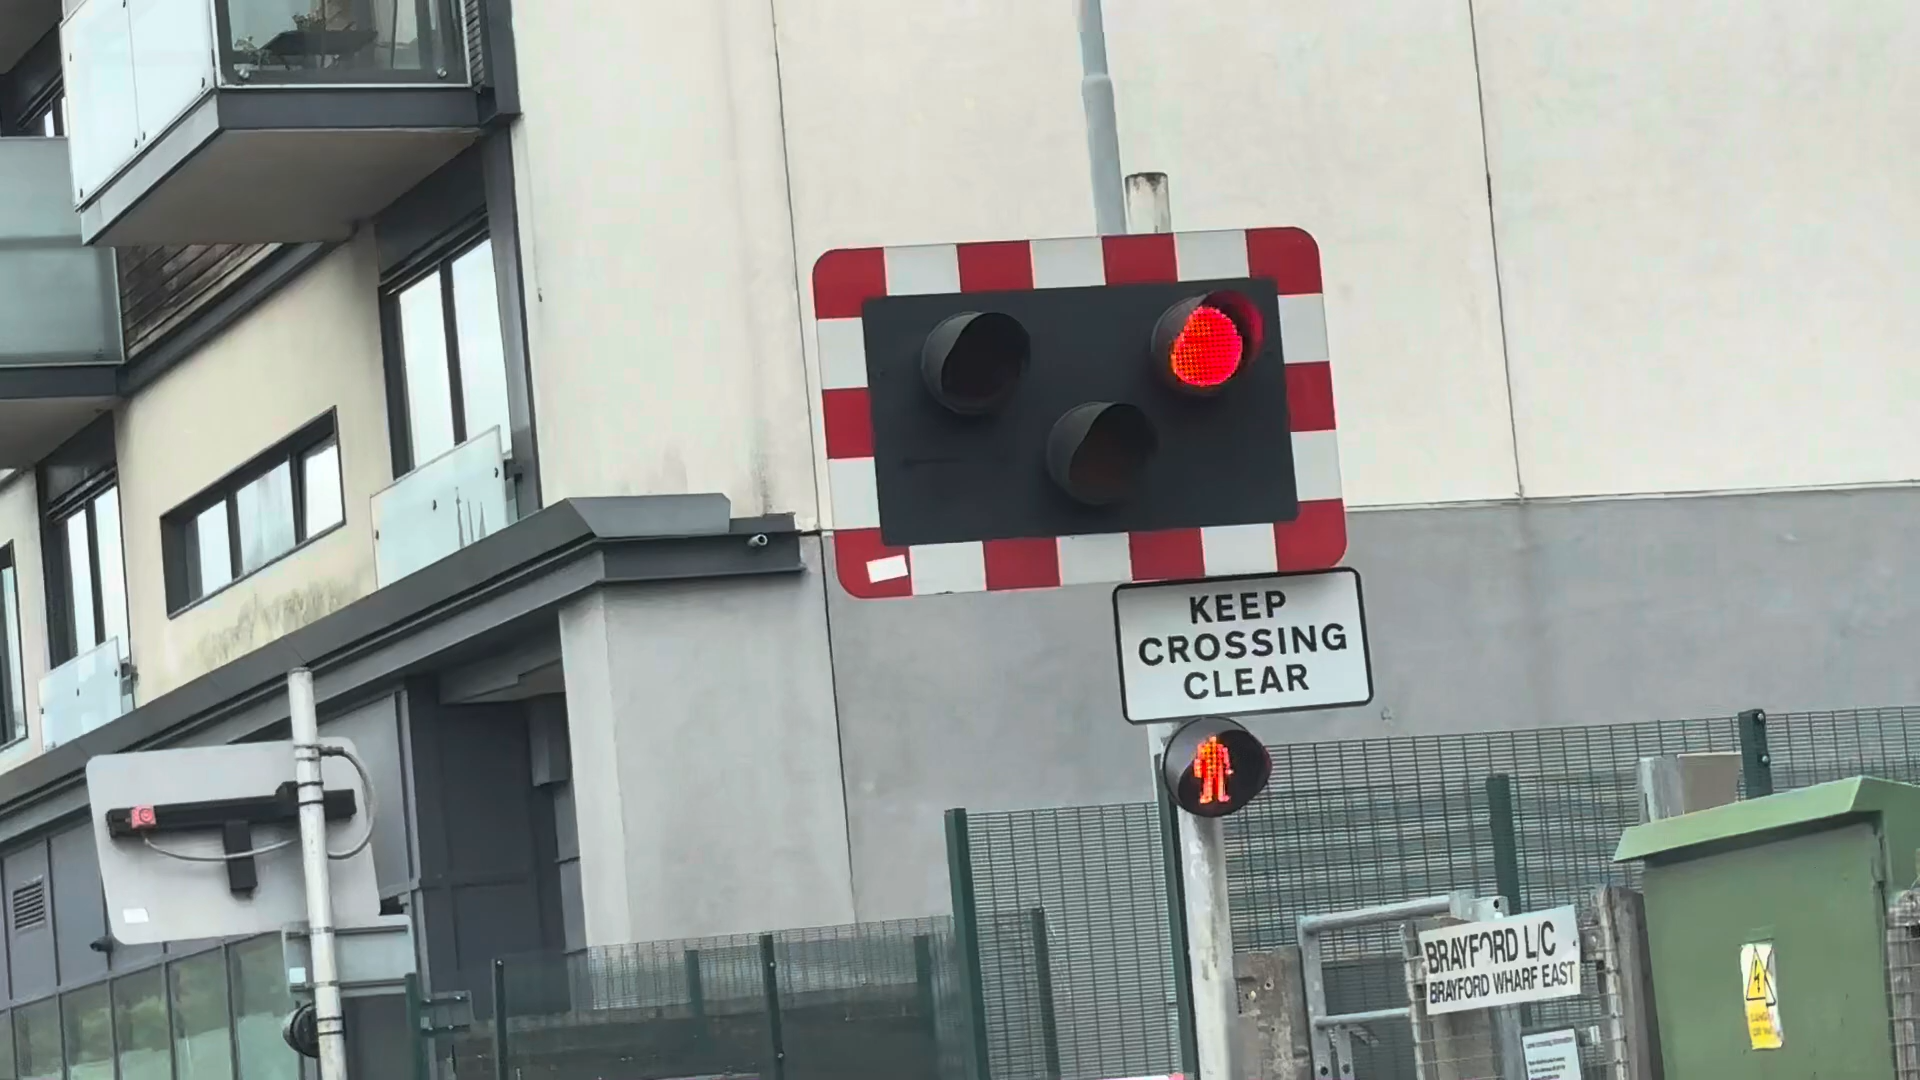 KEEP
CROSSING
CLEAR
BRAYFORD L/C
BRAYFORD WHARF EAST